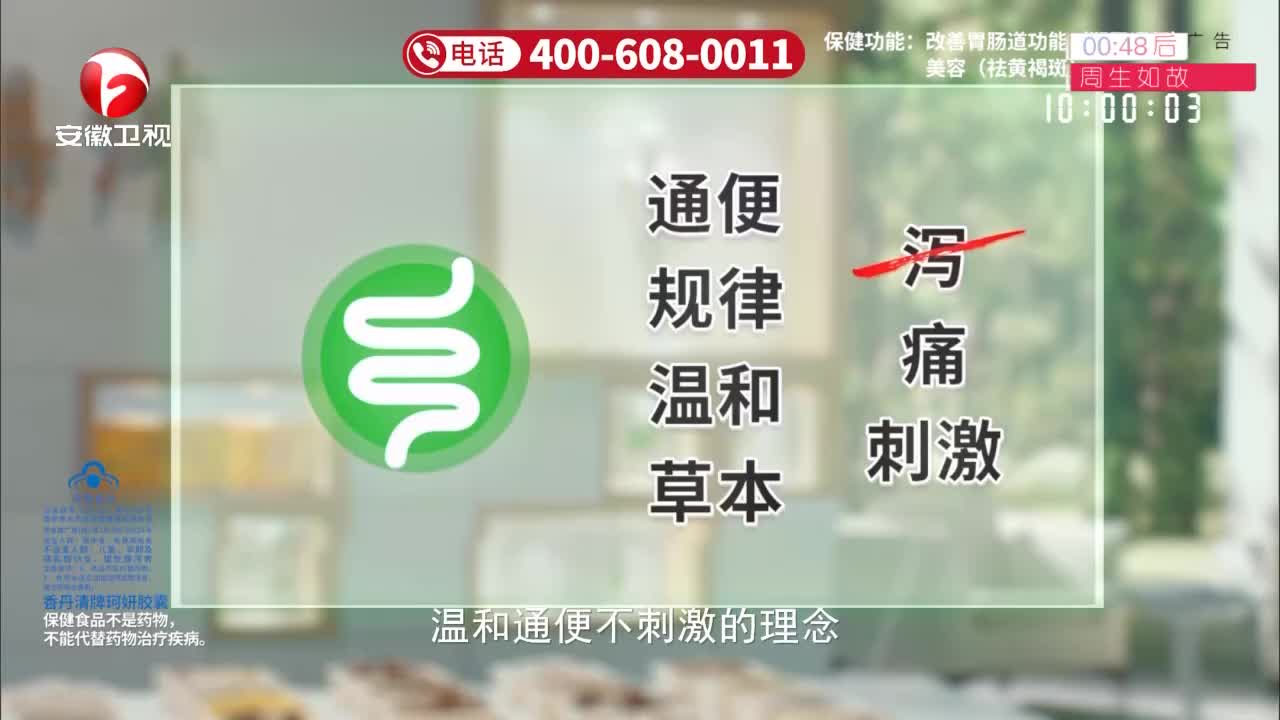 电话 400-608-0011
保健功能：改善胃肠道功能
美容（祛黄褐斑
广告
00:48后
周生如故
10:00:03
安徽卫视
通便
规律
温和
草本
泻
痛
刺激
香丹清牌珂妍胶囊
保健食品不是药物，
不能代替药物治疗疾病。
温和通便不刺激的理念